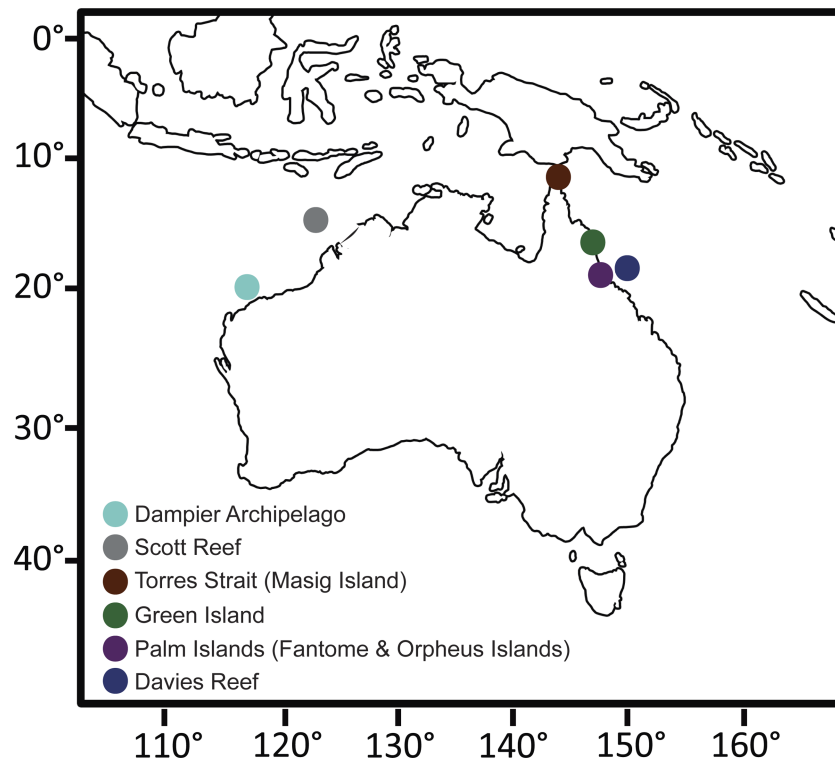 0°
10°
20°
30°
40°
Dampier Archipelago
Scott Reef
Torres Strait (Masig Island)
Green Island
Palm Islands (Fantome & Orpheus Islands)
Davies Reef
110° 120° 130° 140° 150° 160°